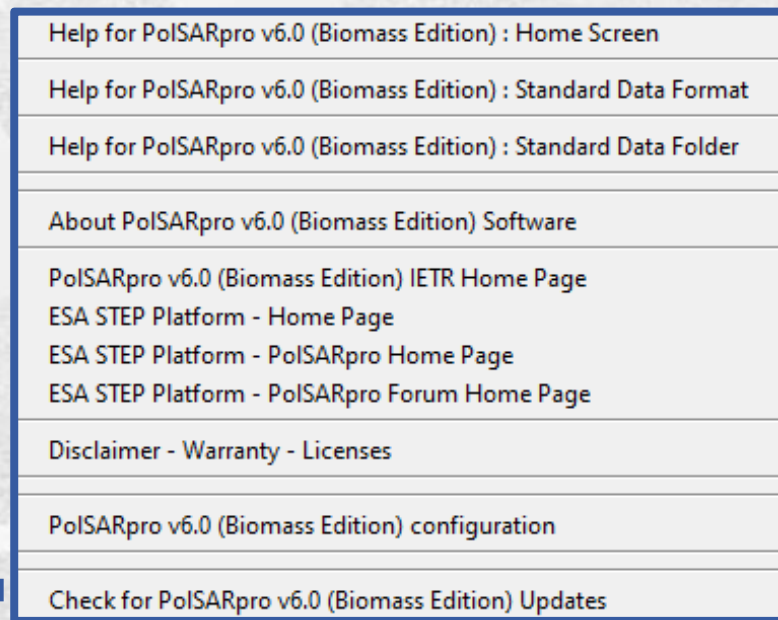 Help for PolSARpro v6.0 (Biomass Edition) : Home Screen
Help for PolSARpro v6.0 (Biomass Edition) : Standard Data Format
Help for PolSARpro v6.0 (Biomass Edition) : Standard Data Folder
About PolSARpro v6.0 (Biomass Edition) Software
PolSARpro v6.0 (Biomass Edition) IETR Home Page
ESA STEP Platform - Home Page
ESA STEP Platform - PolSARpro Home Page
ESA STEP Platform - PolSARpro Forum Home Page
Disclaimer - Warranty - Licenses
PolSARpro v6.0 (Biomass Edition) configuration
Check for PolSARpro v6.0 (Biomass Edition) Updates